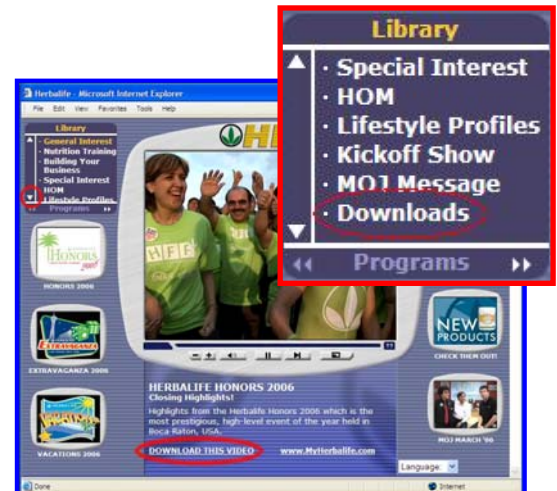 Library
· Special Interest
· HOM
· Lifestyle Profiles
· Kickoff Show
· MOJ Message
· Downloads
Programs
Herbalife - Microsoft Internet Explorer
File Edit View Favorites Tools Help
Library
· General Interest
· Nutrition Training
· Building Your
Business
· Special Interest
· HOM
· Lifestyle Profiles
Programs
HONORS
2006
HONORS 2006
EXTRAVAGANZA
EXTRAVAGANZA 2006
VACATIONS 2006
NEW
PRODUCTS
CHECK THEM OUT!
MOJ MARCH '06
HERBALIFE HONORS 2006
Closing Highlights!
Highlights from the Herbalife Honors 2006 which is the
most prestigious, high-level event of the year held in
Boca Raton, USA.
DOWNLOAD THIS VIDEO www.MyHerbalife.com
Language:
Done
Internet